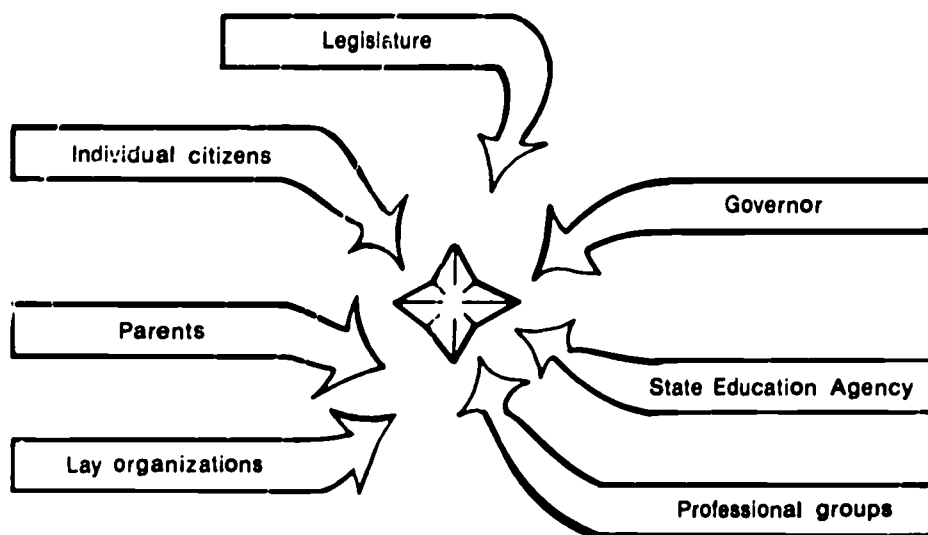 Legislature
Individual citizens
Governor
Parents
State Education Agency
Lay organizations
Professional groups